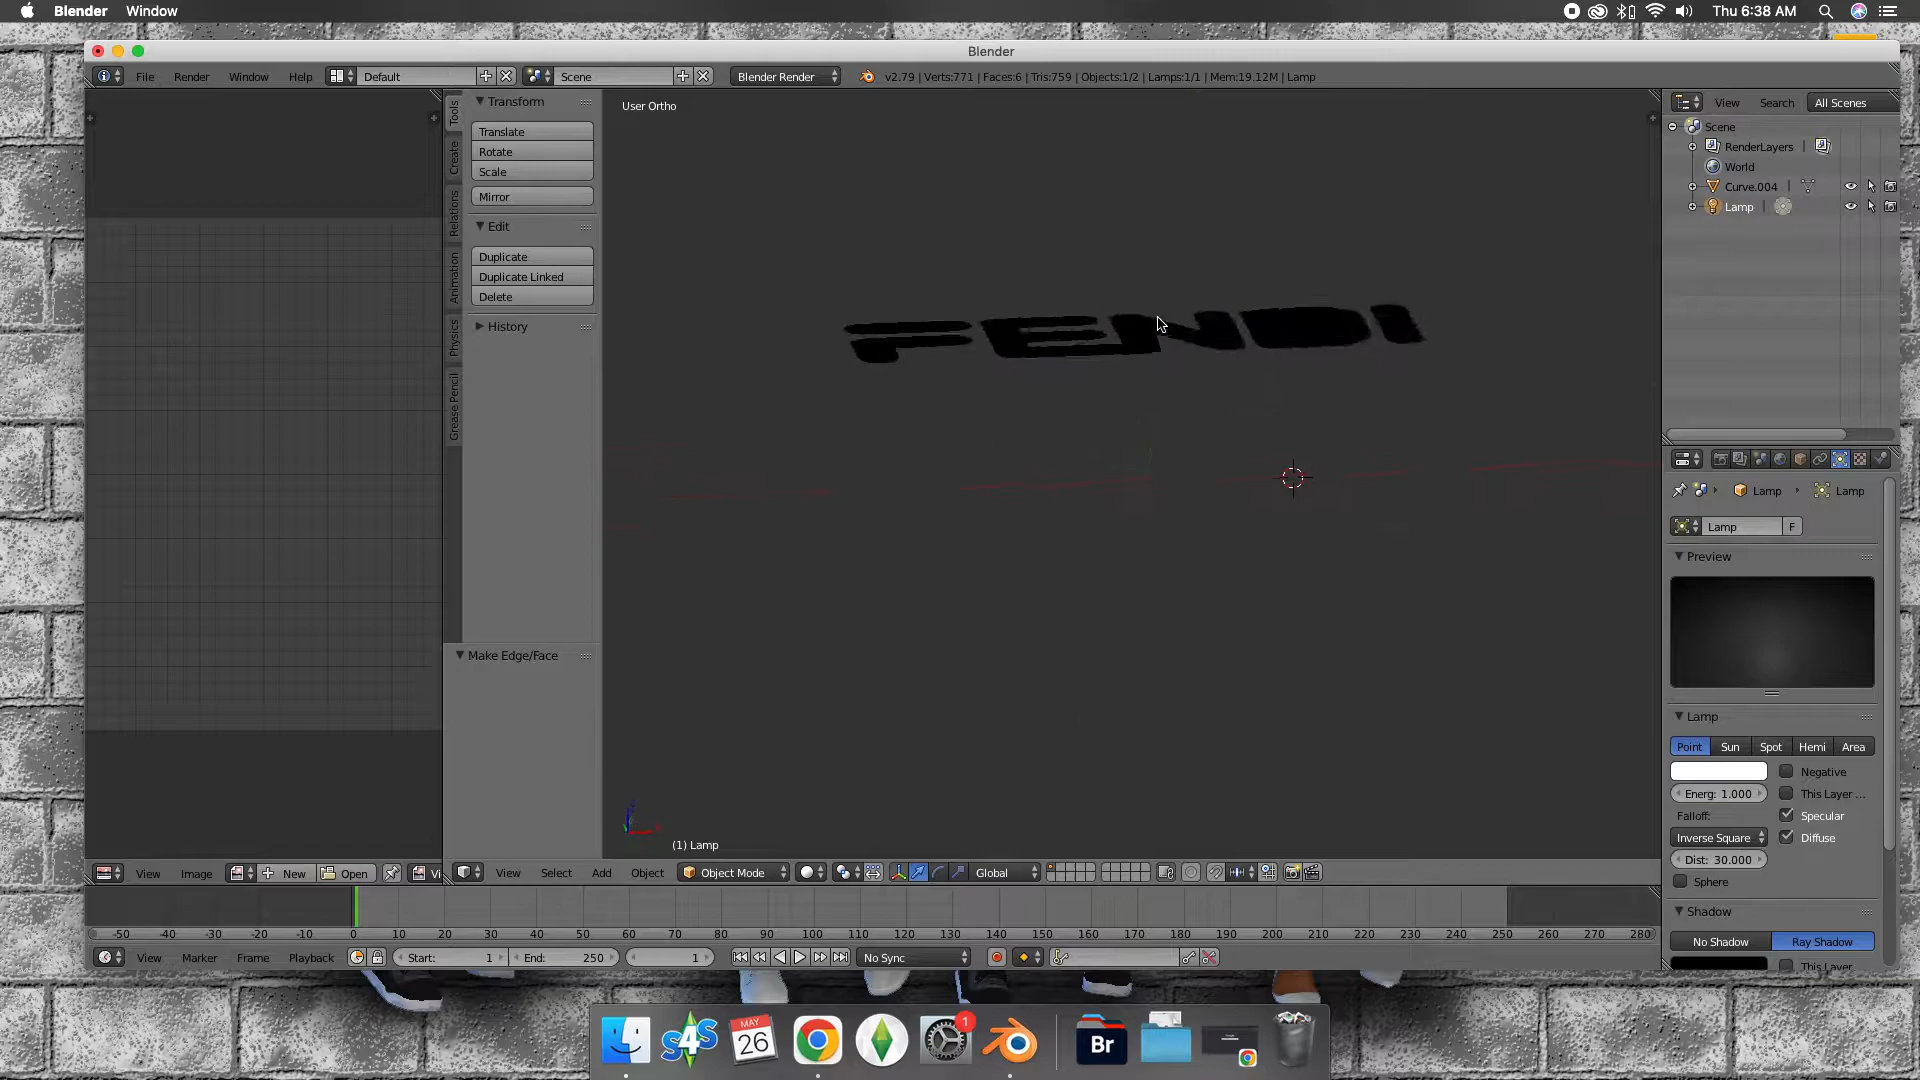 Blender Window Thu 6:38 AM
Blender
File Render Window Help Default Scene Blender Render v2.79 | Verts:771 | Faces:6 | Tris:759 | Objects:1/2 | Lamps:1/1 | Mem:19.12M | Lamp
Tools
Create
Relations
Animation
Physics
Grease Pencil
Transform
Translate
Rotate
Scale
Mirror
Edit
Duplicate
Duplicate Linked
Delete
History
Make Edge/Face
User Ortho
FENDI
(1) Lamp
View Search All Scenes
Scene
RenderLayers |
World
Curve.004 |
Lamp |
Lamp Lamp
Lamp F
Preview
Lamp
Point Sun Spot Hemi Area
Negative
Energ: 1.000 This Layer ...
Falloff: Specular
Inverse Square Diffuse
Dist: 30.000
Sphere
Shadow
No Shadow Ray Shadow
This Layer
View Image New Open Vi
View Select Add Object Object Mode Global
-50 -40 -30 -20 -10 0 10 20 30 40 50 60 70 80 90 100 110 120 130 140 150 160 170 180 190 200 210 220 230 240 250 260 270 280
View Marker Frame Playback Start: 1 End: 250 1 No Sync
S4S
MAY
26
1
Br